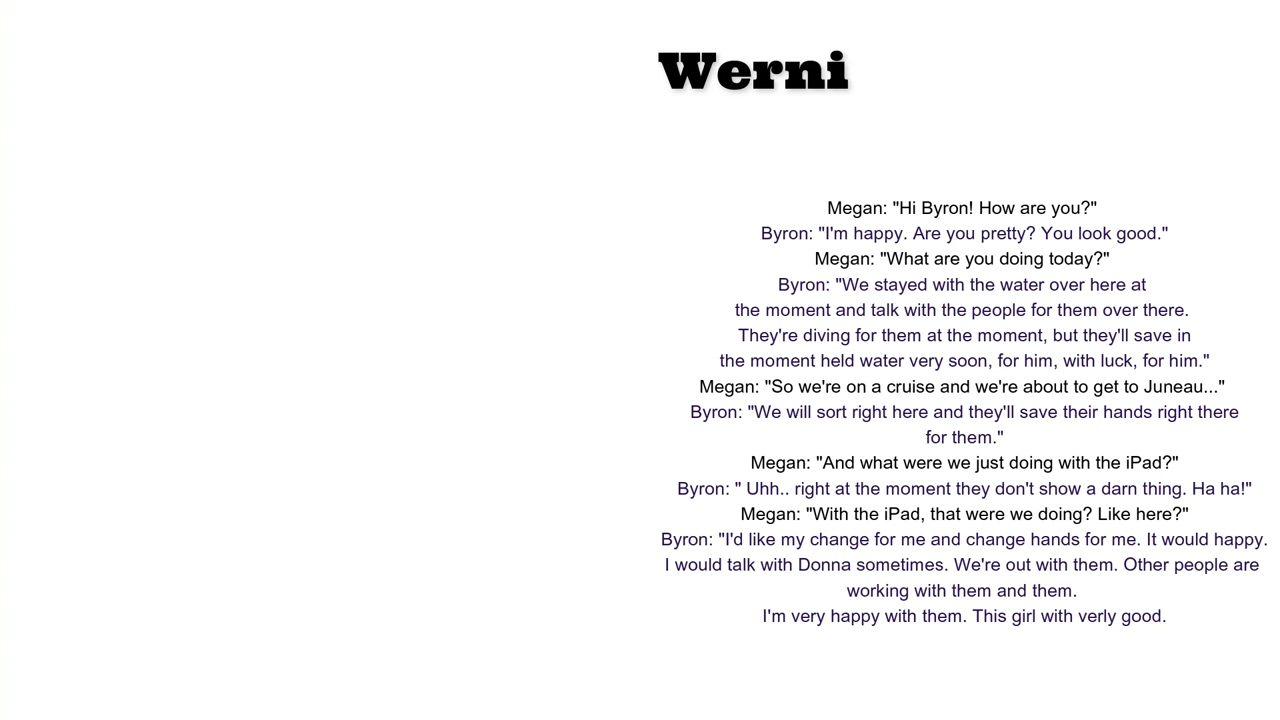 Werni
Megan: "Hi Byron! How are you?"
Byron: "I'm happy. Are you pretty? You look good."
Megan: "What are you doing today?"
Byron: "We stayed with the water over here at
the moment and talk with the people for them over there.
They're diving for them at the moment, but they'll save in
the moment held water very soon, for him, with luck, for him."
Megan: "So we're on a cruise and we're about to get to Juneau..."
Byron: "We will sort right here and they'll save their hands right there
for them."
Megan: "And what were we just doing with the iPad?"
Byron: " Uhh.. right at the moment they don't show a darn thing. Ha ha!"
Megan: "With the iPad, that were we doing? Like here?"
Byron: "I'd like my change for me and change hands for me. It would happy.
I would talk with Donna sometimes. We're out with them. Other people are
working with them and them.
I'm very happy with them. This girl with verly good.